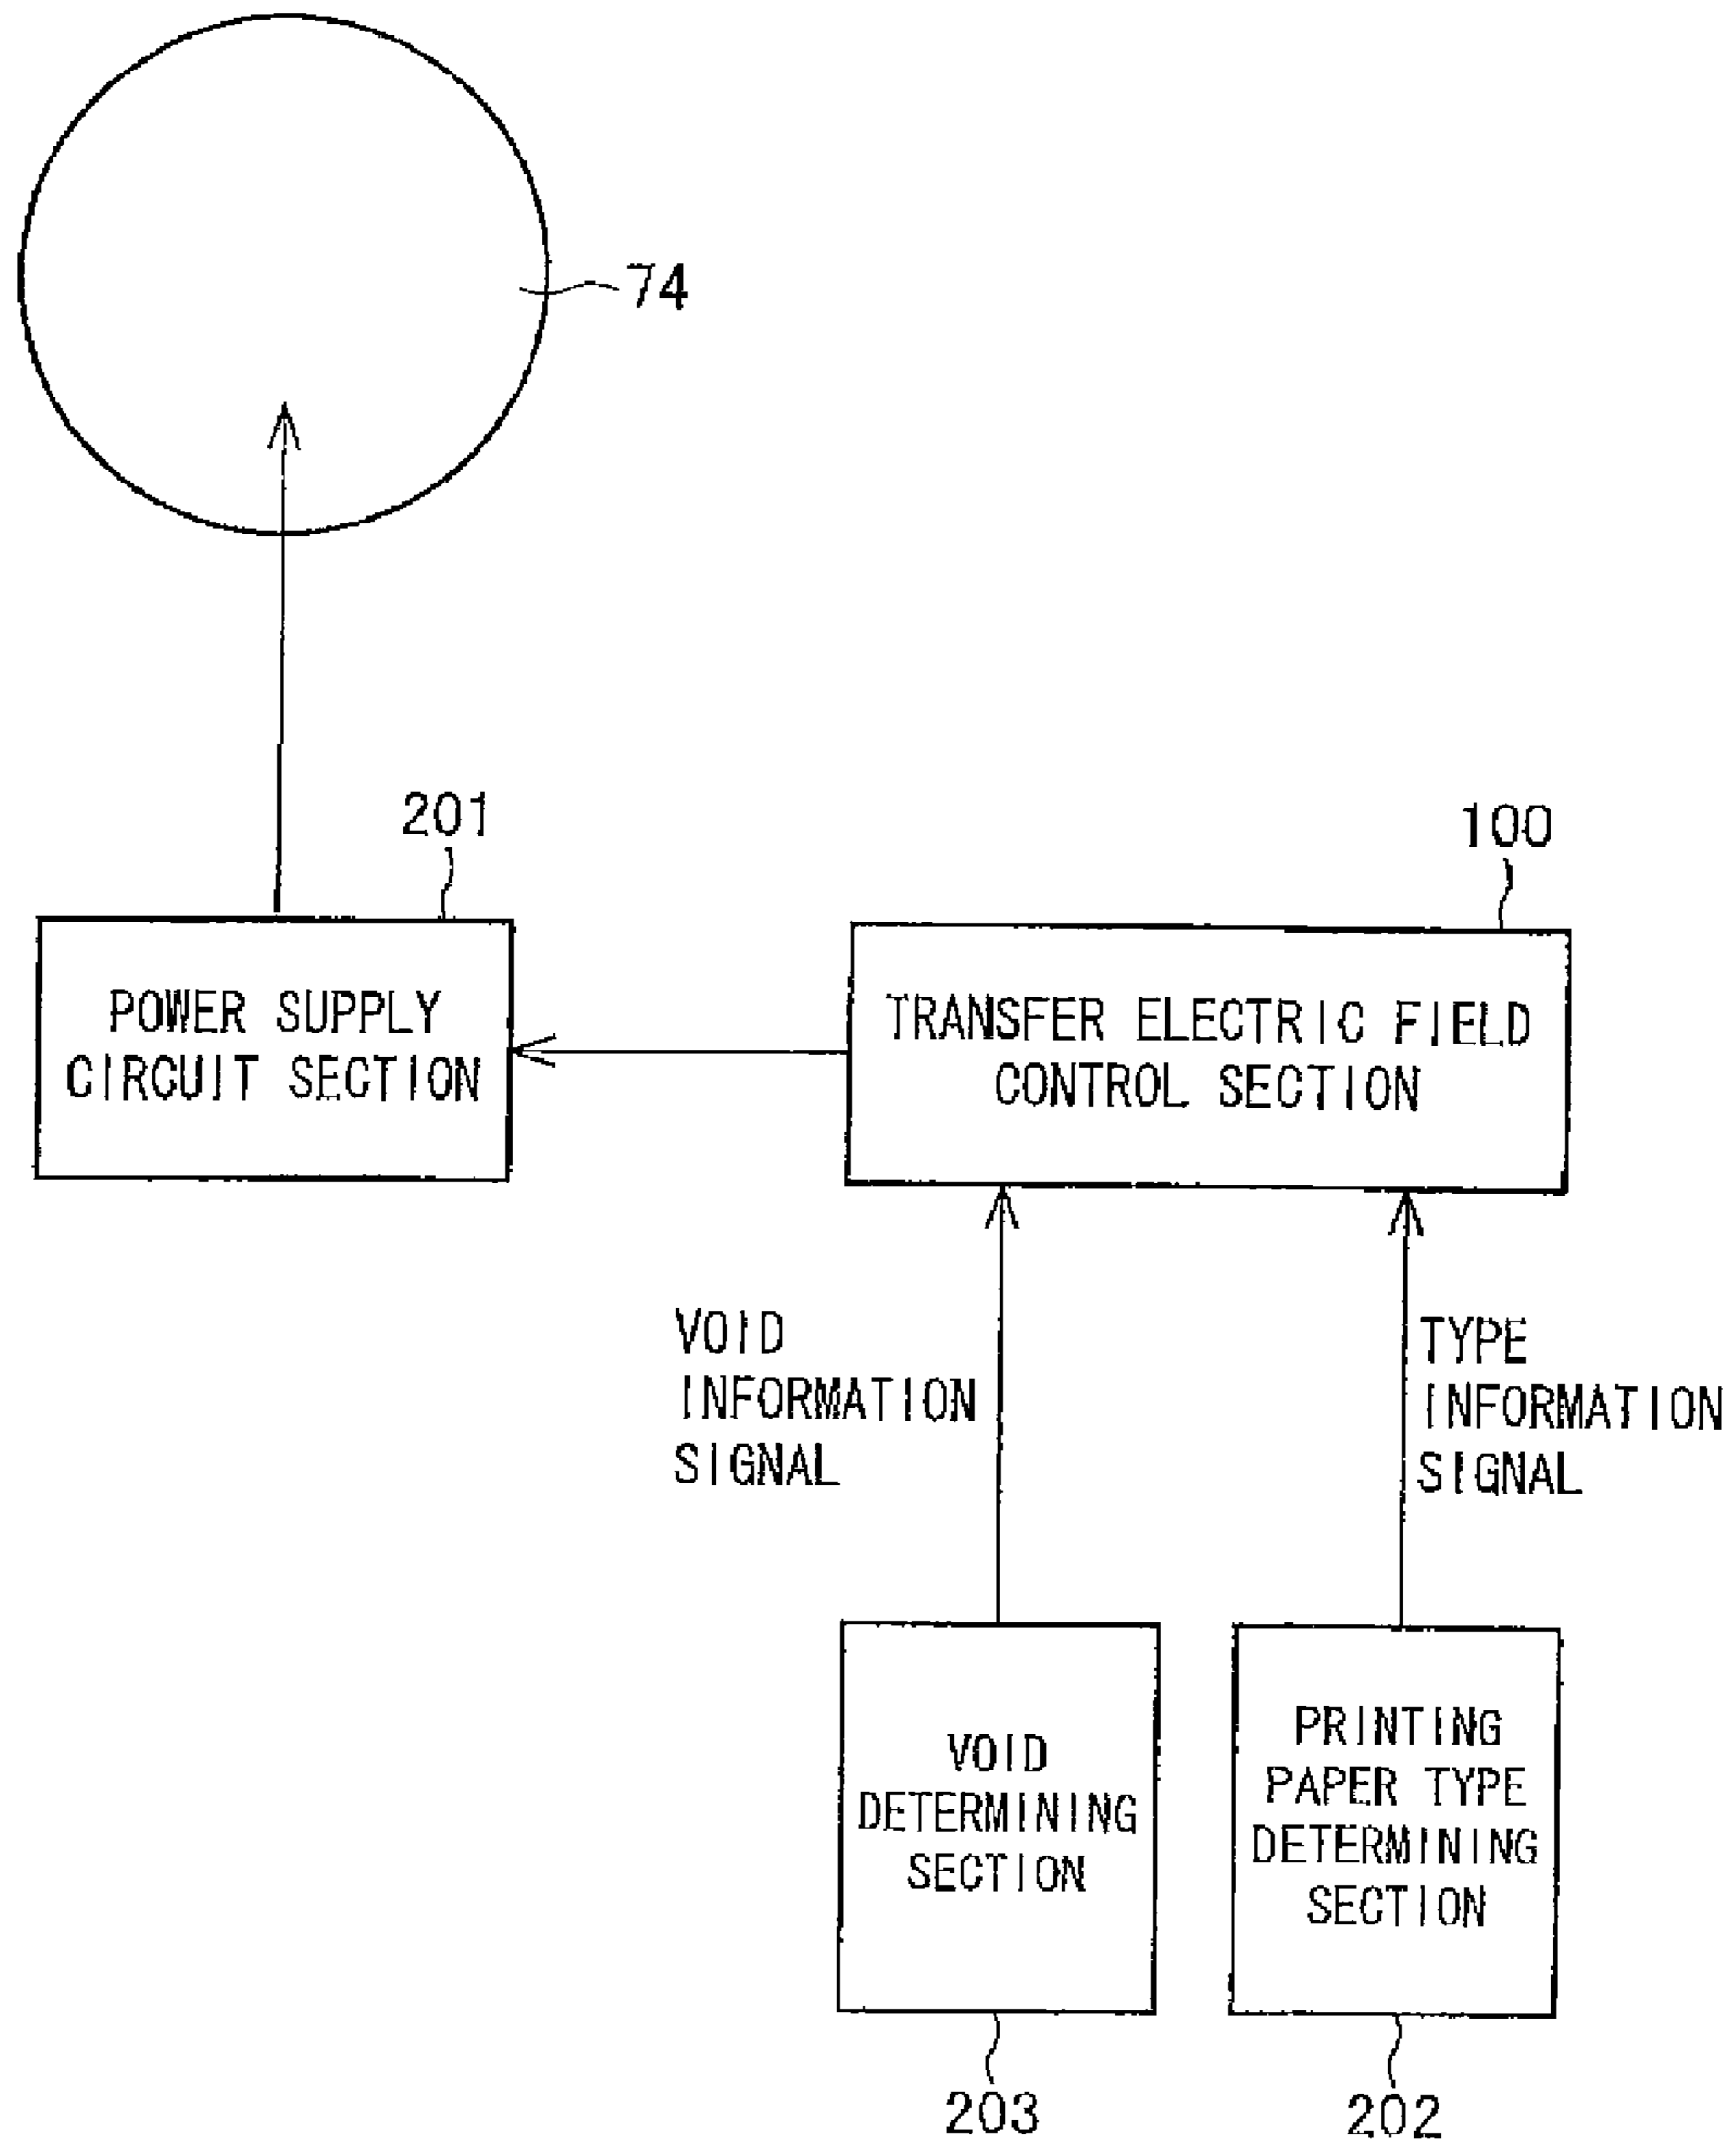 74
201
100
POWER SUPPLY
CIRCUIT SECTION
TRANSFER ELECTRIC FIELD
CONTROL SECTION
VOID
INFORMATION
SIGNAL
TYPE
INFORMATION
SIGNAL
VOID
DETERMINING
SECTION
PRINTING
PAPER TYPE
DETERMINING
SECTION
203
202